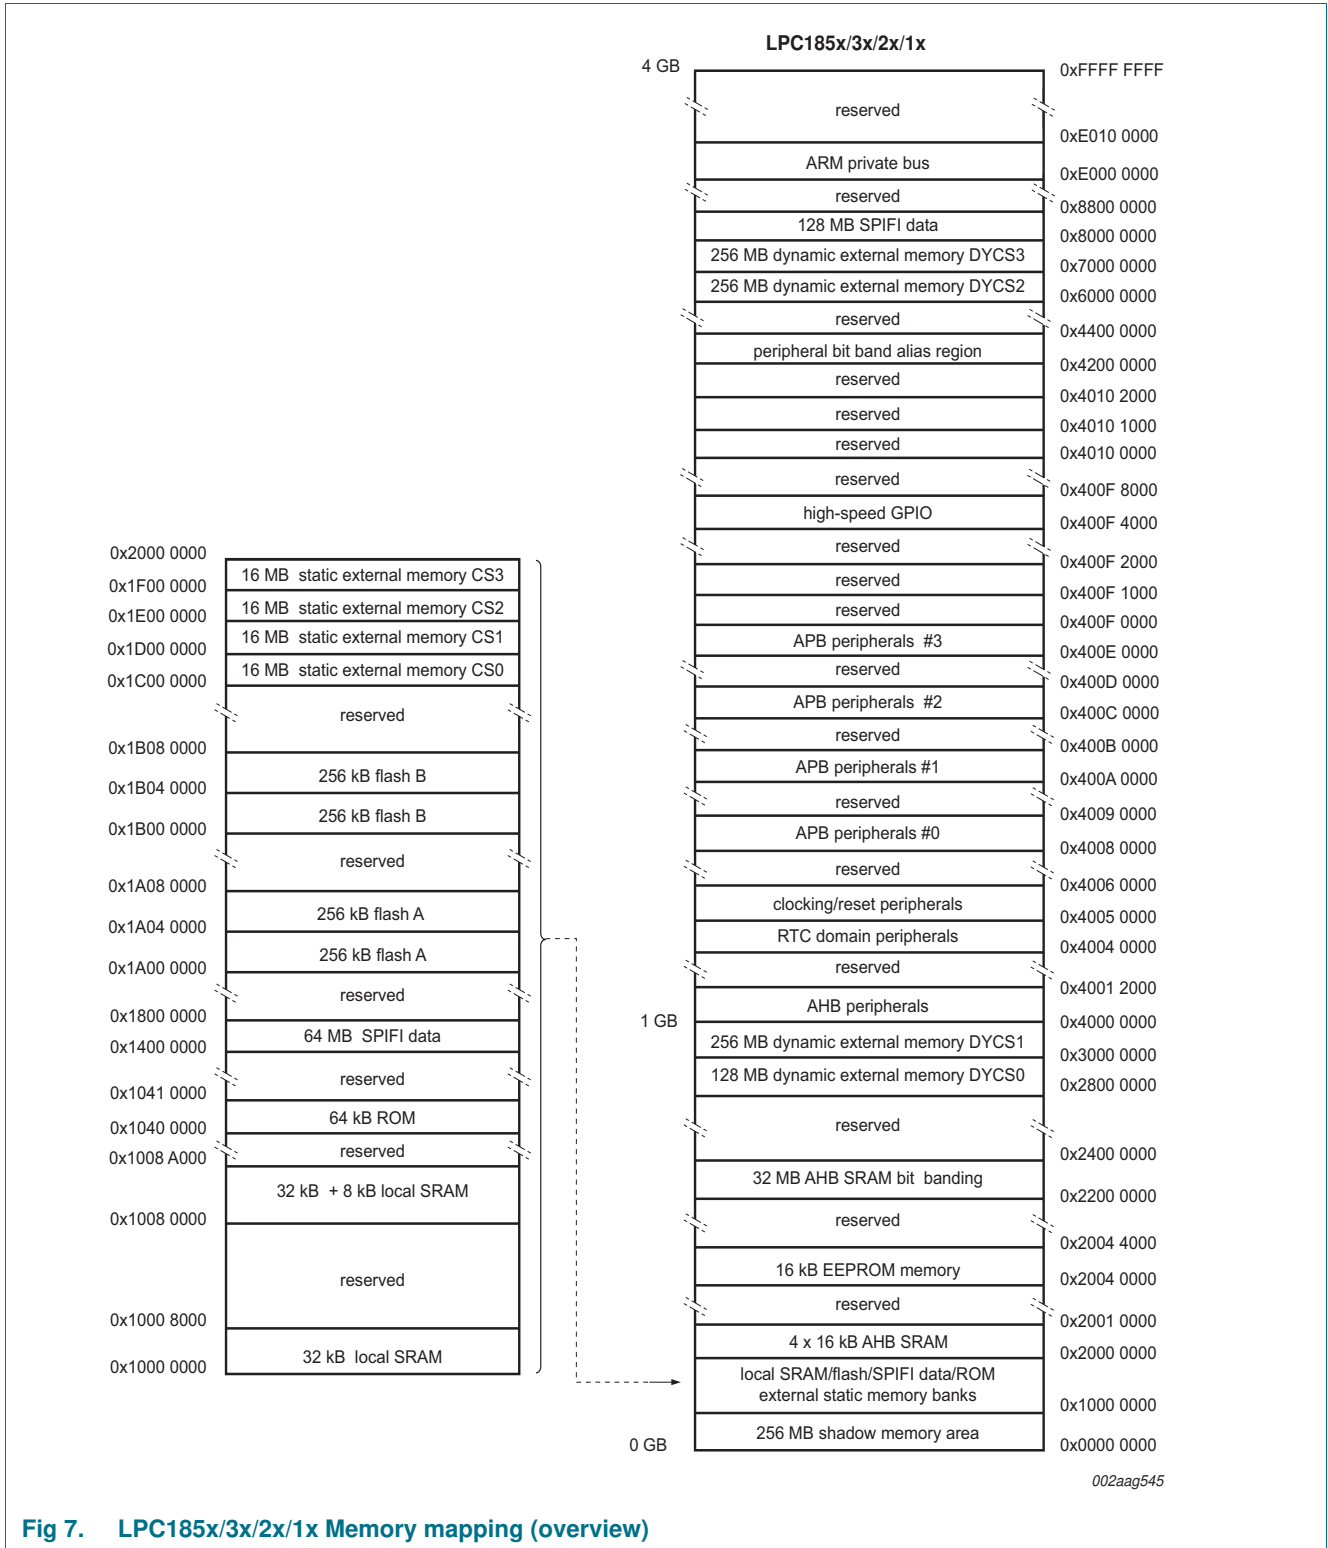 LPC185x/3x/2x/1x
4 GB
0xFFFF FFFF
reserved
0xE010 0000
ARM private bus
0xE000 0000
reserved
0x8800 0000
128 MB SPIFI data
0x8000 0000
256 MB dynamic external memory DYCS3
0x7000 0000
256 MB dynamic external memory DYCS2
0x6000 0000
reserved
0x4400 0000
peripheral bit band alias region
0x4200 0000
reserved
0x4010 2000
reserved
0x4010 1000
reserved
0x4010 0000
reserved
0x400F 8000
high-speed GPIO
0x400F 4000
reserved
0x400F 2000
reserved
0x400F 1000
reserved
0x400F 0000
APB peripherals #3
0x400E 0000
reserved
0x400D 0000
APB peripherals #2
0x400C 0000
reserved
0x400B 0000
APB peripherals #1
0x400A 0000
reserved
0x4009 0000
APB peripherals #0
0x4008 0000
reserved
0x4006 0000
clocking/reset peripherals
0x4005 0000
RTC domain peripherals
0x4004 0000
reserved
0x4001 2000
AHB peripherals
1 GB
0x4000 0000
256 MB dynamic external memory DYCS1
0x3000 0000
128 MB dynamic external memory DYCS0
0x2800 0000
reserved
0x2400 0000
32 MB AHB SRAM bit banding
0x2200 0000
reserved
0x2004 4000
16 kB EEPROM memory
0x2004 0000
reserved
0x2001 0000
4 x 16 kB AHB SRAM
0x2000 0000
local SRAM/flash/SPIFI data/ROM
external static memory banks
0x1000 0000
256 MB shadow memory area
0 GB
0x0000 0000
0x2000 0000
16 MB static external memory CS3
0x1F00 0000
16 MB static external memory CS2
0x1E00 0000
16 MB static external memory CS1
0x1D00 0000
16 MB static external memory CS0
0x1C00 0000
reserved
0x1B08 0000
256 kB flash B
0x1B04 0000
256 kB flash B
0x1B00 0000
reserved
0x1A08 0000
256 kB flash A
0x1A04 0000
256 kB flash A
0x1A00 0000
reserved
0x1800 0000
64 MB SPIFI data
0x1400 0000
reserved
0x1041 0000
64 kB ROM
0x1040 0000
reserved
0x1008 A000
32 kB + 8 kB local SRAM
0x1008 0000
reserved
0x1000 8000
32 kB local SRAM
0x1000 0000
002aag545
Fig 7. LPC185x/3x/2x/1x Memory mapping (overview)